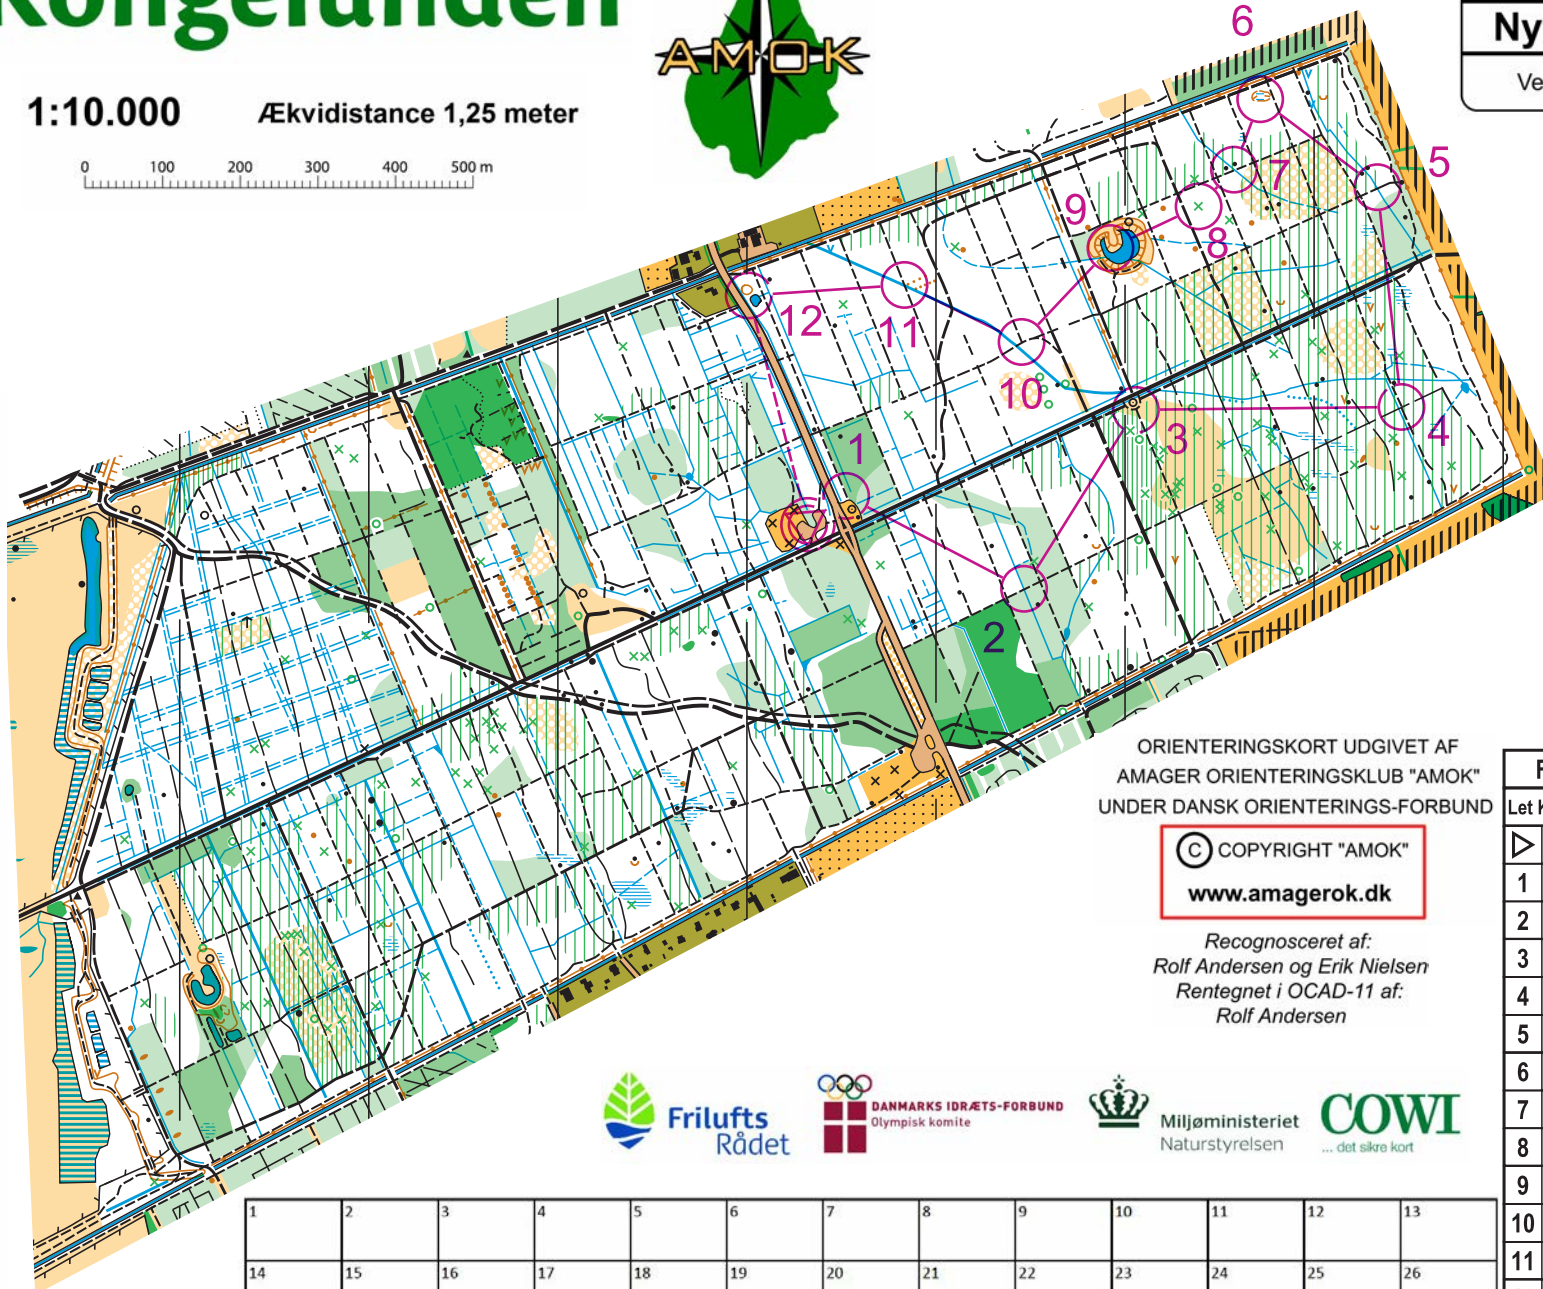 Kongelunden
1:10.000
Ækvidistance 1,25 meter
0 100 200 300 400 500 m
AMOK
Ny
Ve
6
5
7
9
8
12
11
10
3
4
1
2
ORIENTERINGSKORT UDGIVET AF
AMAGER ORIENTERINGSKLUB "AMOK"
UNDER DANSK ORIENTERINGS-FORBUND
C COPYRIGHT "AMOK"
www.amagerok.dk
Recognosceret af:
Rolf Andersen og Erik Nielsen
Rentegnet i OCAD-11 af:
Rolf Andersen
Let K
1
2
3
4
5
6
7
8
9
10
11
Frilufts
Rådet
DANMARKS IDRÆTS-FORBUND
Olympisk komite
Miljøministeriet
Naturstyrelsen
COWI
... det sikre kort
1 2 3 4 5 6 7 8 9 10 11 12 13
14 15 16 17 18 19 20 21 22 23 24 25 26